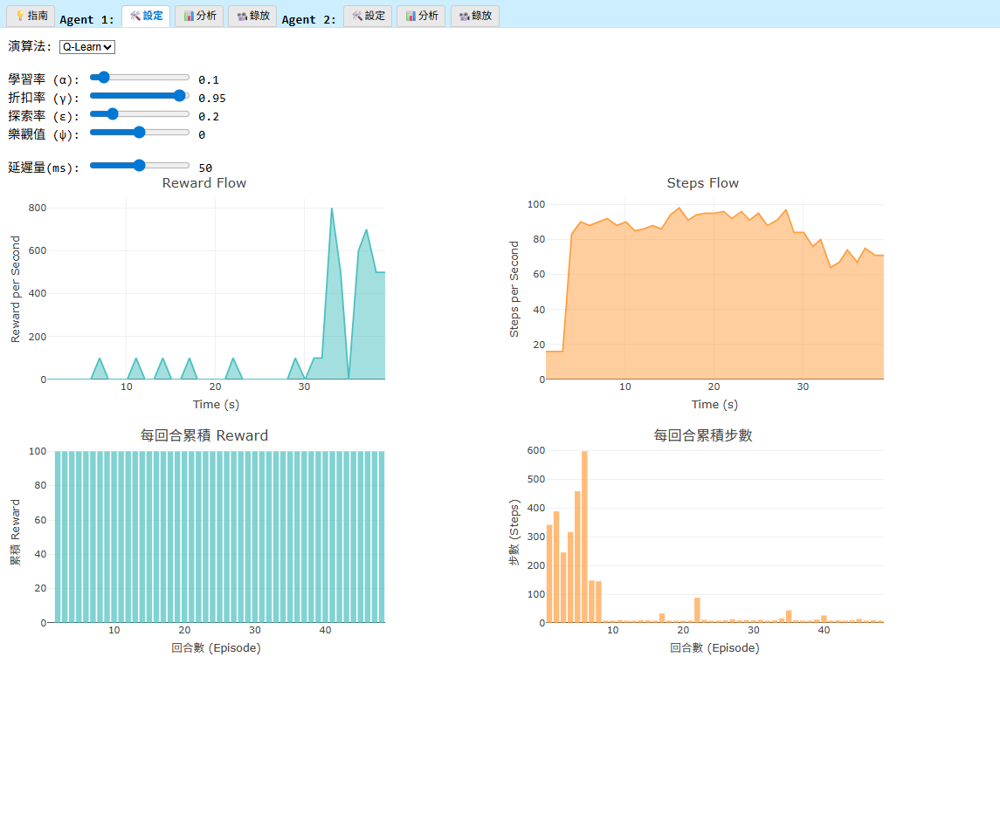 指南 Agent 1: 設定 分析 錄放 Agent 2: 設定 分析 錄放
演算法: Q-Learn
學習率 (α): 0.1
折扣率 (γ): 0.95
探索率 (ε): 0.2
樂觀值 (ψ): 0
延遲量(ms): 50
Reward Flow
800
600
400
200
0
Reward per Second
10 20 30
Time (s)
Steps Flow
100
80
60
40
20
0
Steps per Second
10 20 30
Time (s)
每回合累積 Reward
100
80
60
40
20
0
累積 Reward
10 20 30 40
回合數 (Episode)
每回合累積步數
600
500
400
300
200
100
0
步數 (Steps)
10 20 30 40
回合數 (Episode)